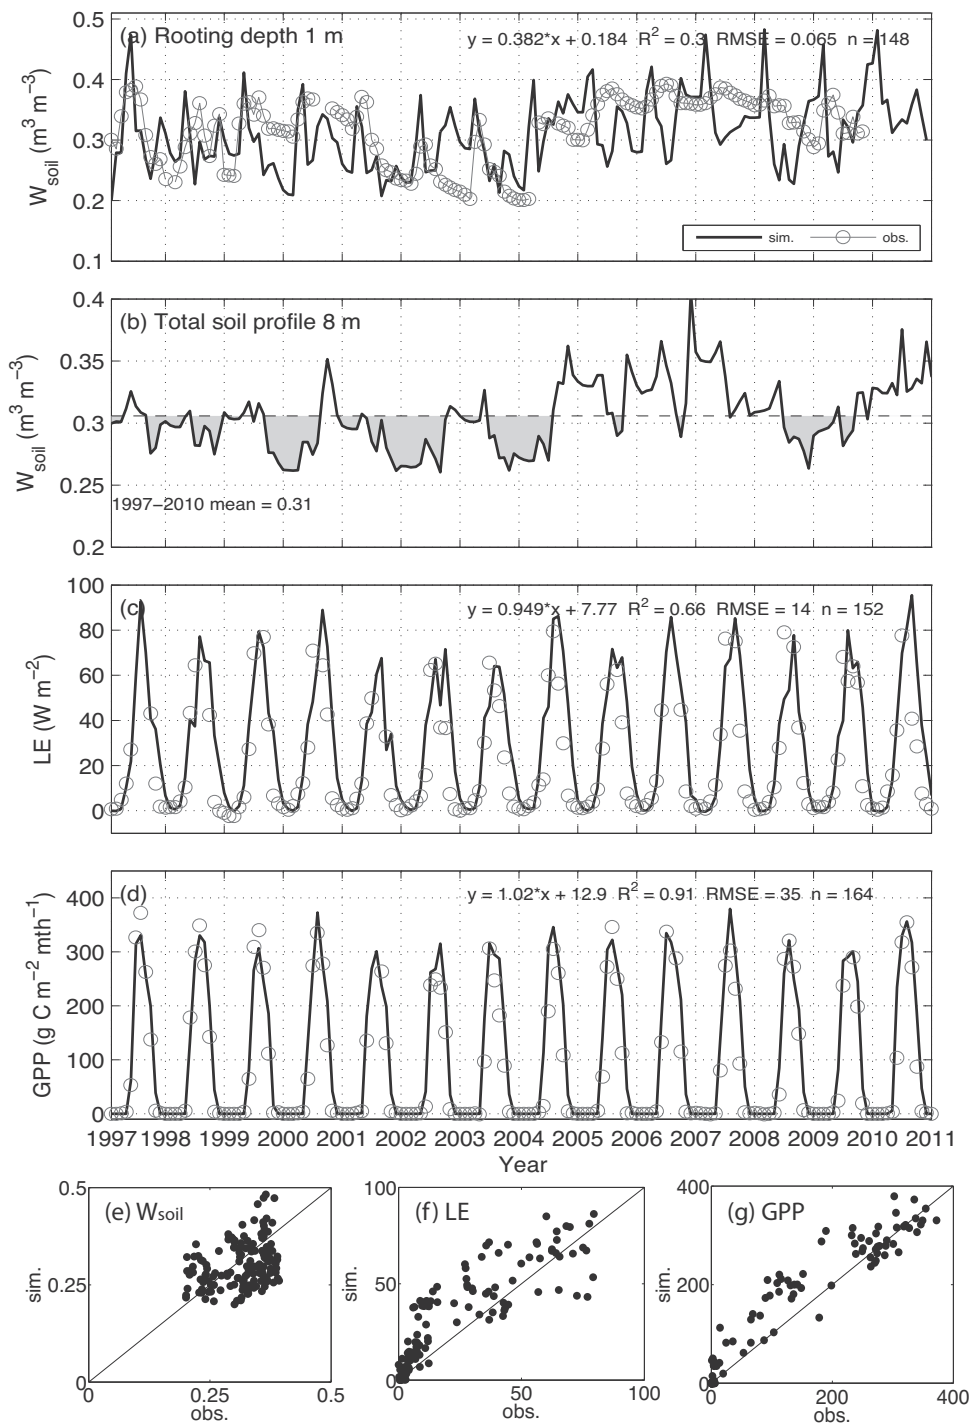 (a) Rooting depth 1 m
y = 0.382*x + 0.184 R² = 0.3 RMSE = 0.065 n = 148
0.5
0.4
0.3
0.2
0.1
Wsoil (m³ m⁻³)
sim. obs.
(b) Total soil profile 8 m
0.4
0.35
0.3
0.25
0.2
Wsoil (m³ m⁻³)
1997−2010 mean = 0.31
(c)
y = 0.949*x + 7.77 R² = 0.66 RMSE = 14 n = 152
100
80
60
40
20
0
LE (W m⁻²)
(d)
y = 1.02*x + 12.9 R² = 0.91 RMSE = 35 n = 164
400
300
200
100
0
GPP (g C m⁻² mth⁻¹)
1997 1998 1999 2000 2001 2002 2003 2004 2005 2006 2007 2008 2009 2010 2011
Year
(e) Wsoil
0.5
0.25
0
sim.
0 0.25 0.5
obs.
(f) LE
100
50
0
sim.
0 50 100
obs.
(g) GPP
400
200
0
sim.
0 200 400
obs.